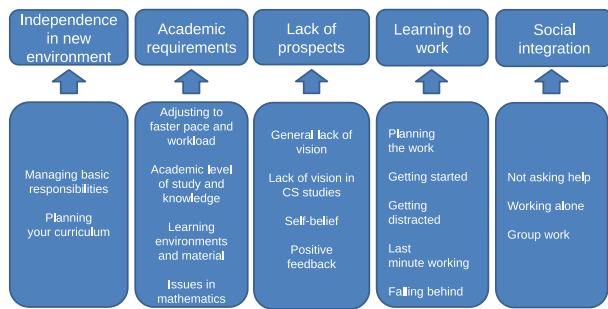 Independence
in new
environment
Academic
requirements
Lack of
prospects
Learning to
work
Social
integration
Managing basic
responsibilities
Planning
your curriculum
Adjusting to
faster pace and
workload
Academic level
of study and
knowledge
Learning
environments
and material
Issues in
mathematics
General lack of
vision
Lack of vision in
CS studies
Self-belief
Positive
feedback
Planning
the work
Getting started
Getting
distracted
Last
minute working
Falling behind
Not asking help
Working alone
Group work